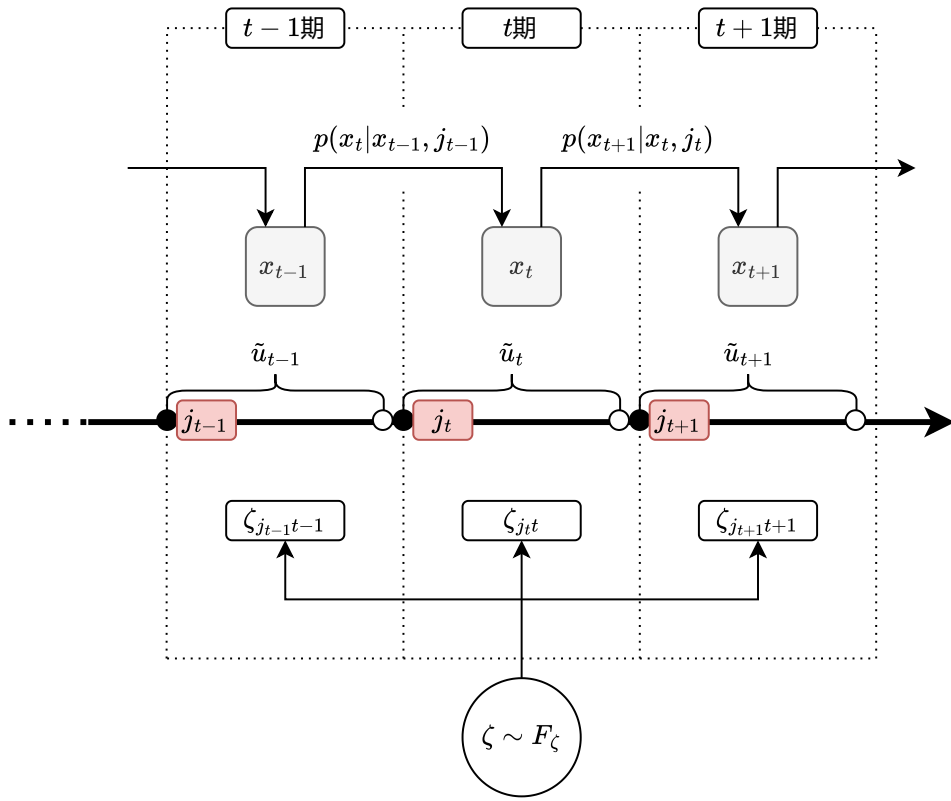 t − 1期 t期 t + 1期
p(x_t|x_{t−1}, j_{t−1}) p(x_{t+1}|x_t, j_t)
x_{t−1} x_t x_{t+1}
ũ_{t−1} ũ_t ũ_{t+1}
j_{t−1} j_t j_{t+1}
ζ_{j_{t−1}t−1} ζ_{j_t t} ζ_{j_{t+1}t+1}
ζ ∼ F_ζ